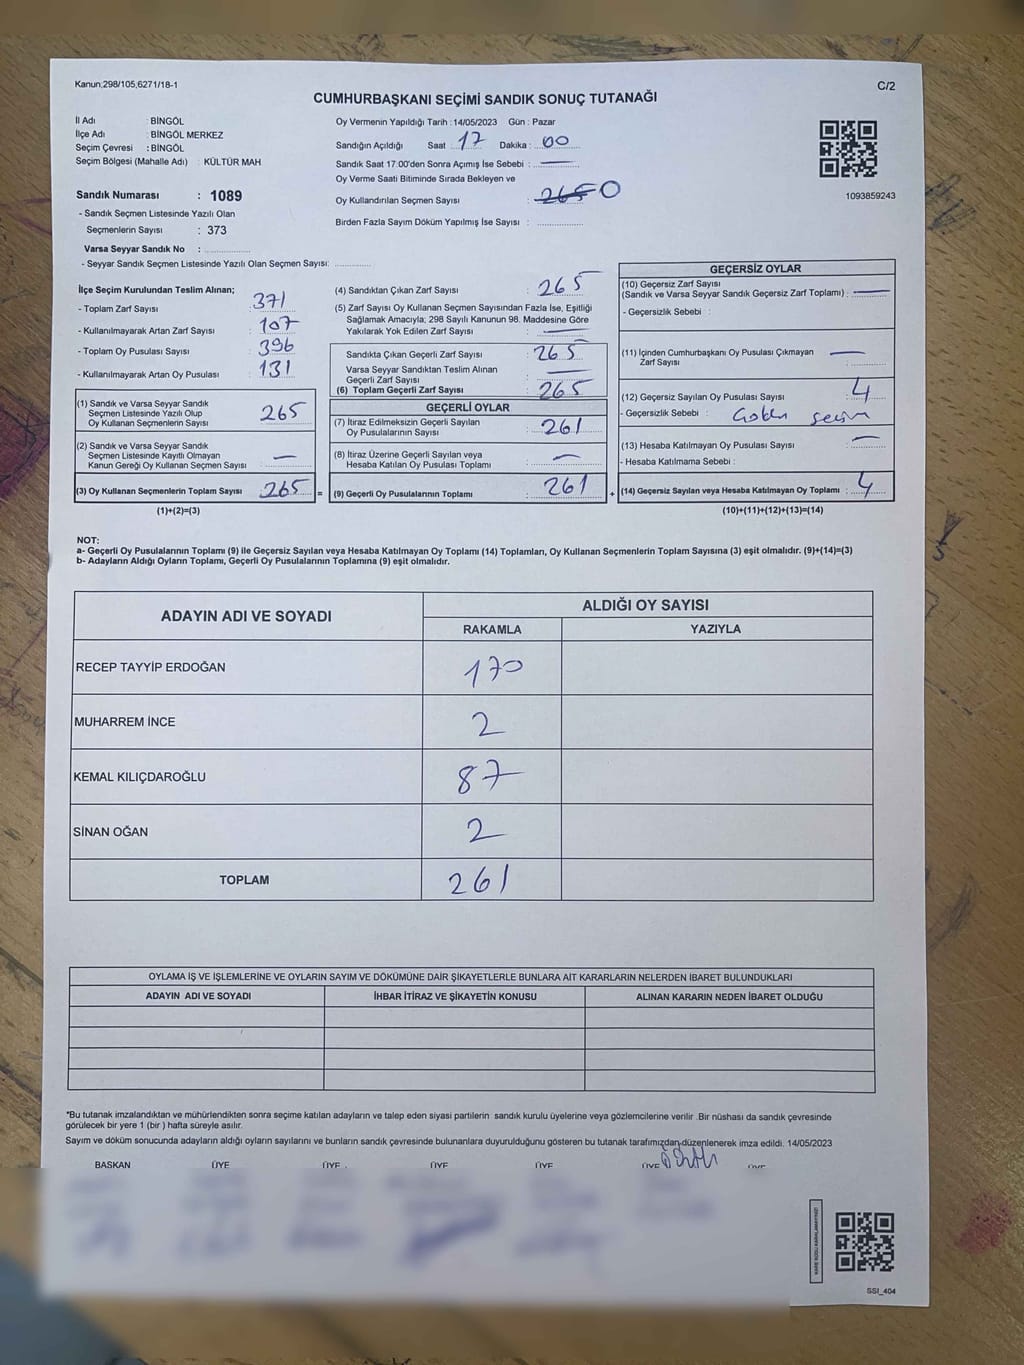 Kanun,298/105,6271/18-1
C/2
CUMHURBAŞKANI SEÇİMİ SANDIK SONUÇ TUTANAĞI
İl Adı : BİNGÖL
İlçe Adı : BİNGÖL MERKEZ
Seçim Çevresi : BİNGÖL
Seçim Bölgesi (Mahalle Adı) : KÜLTÜR MAH
Sandık Numarası : 1089
- Sandık Seçmen Listesinde Yazılı Olan
Seçmenlerin Sayısı : 373
Varsa Seyyar Sandık No :
- Seyyar Sandık Seçmen Listesinde Yazılı Olan Seçmen Sayısı:
Oy Vermenin Yapıldığı Tarih : 14/05/2023 Gün : Pazar
Sandığın Açıldığı Saat : 17 Dakika : 00
Sandık Saat 17:00'den Sonra Açımış İse Sebebi :
Oy Verme Saati Bitiminde Sırada Bekleyen ve
Oy Kullandırılan Seçmen Sayısı : 265 0
Birden Fazla Sayım Döküm Yapılmış İse Sayısı :
1093859243
İlçe Seçim Kurulundan Teslim Alınan;
- Toplam Zarf Sayısı : 371
- Kullanılmayarak Artan Zarf Sayısı : 107
- Toplam Oy Pusulası Sayısı : 396
- Kullanılmayarak Artan Oy Pusulası : 131
(1) Sandık ve Varsa Seyyar Sandık
Seçmen Listesinde Yazılı Olup
Oy Kullanan Seçmenlerin Sayısı : 265
(2) Sandık ve Varsa Seyyar Sandık
Seçmen Listesinde Kayıtlı Olmayan
Kanun Gereği Oy Kullanan Seçmen Sayısı : —
(3) Oy Kullanan Seçmenlerin Toplam Sayısı : 265 =
(1)+(2)=(3)
(4) Sandıktan Çıkan Zarf Sayısı : 265
(5) Zarf Sayısı Oy Kullanan Seçmen Sayısından Fazla İse, Eşitliği
Sağlamak Amacıyla; 298 Sayılı Kanunun 98. Maddesine Göre
Yakılarak Yok Edilen Zarf Sayısı : —
Sandıkta Çıkan Geçerli Zarf Sayısı : 265
Varsa Seyyar Sandıktan Teslim Alınan
Geçerli Zarf Sayısı : —
(6) Toplam Geçerli Zarf Sayısı : 265
GEÇERLİ OYLAR
(7) İtiraz Edilmeksizin Geçerli Sayılan
Oy Pusulalarının Sayısı : 261
(8) İtiraz Üzerine Geçerli Sayılan veya
Hesaba Katılan Oy Pusulası Toplamı : —
(9) Geçerli Oy Pusulalarının Toplamı : 261 +
GEÇERSİZ OYLAR
(10) Geçersiz Zarf Sayısı
(Sandık ve Varsa Seyyar Sandık Geçersiz Zarf Toplamı) : —
- Geçersizlik Sebebi :
(11) İçinden Cumhurbaşkanı Oy Pusulası Çıkmayan
Zarf Sayısı : —
(12) Geçersiz Sayılan Oy Pusulası Sayısı : 4
- Geçersizlik Sebebi : seçim
(13) Hesaba Katılmayan Oy Pusulası Sayısı : —
- Hesaba Katılmama Sebebi :
(14) Geçersiz Sayılan veya Hesaba Katılmayan Oy Toplamı : 4
(10)+(11)+(12)+(13)=(14)
NOT:
a- Geçerli Oy Pusulalarının Toplamı (9) ile Geçersiz Sayılan veya Hesaba Katılmayan Oy Toplamı (14) Toplamları, Oy Kullanan Seçmenlerin Toplam Sayısına (3) eşit olmalıdır. (9)+(14)=(3)
b- Adayların Aldığı Oyların Toplamı, Geçerli Oy Pusulalarının Toplamına (9) eşit olmalıdır.
ADAYIN ADI VE SOYADI
ALDIĞI OY SAYISI
RAKAMLA YAZIYLA
RECEP TAYYİP ERDOĞAN 170
MUHARREM İNCE 2
KEMAL KILIÇDAROĞLU 87
SİNAN OĞAN 2
TOPLAM 261
OYLAMA İŞ VE İŞLEMLERİNE VE OYLARIN SAYIM VE DÖKÜMÜNE DAİR ŞİKAYETLERLE BUNLARA AİT KARARLARIN NELERDEN İBARET BULUNDUKLARI
ADAYIN ADI VE SOYADI İHBAR İTİRAZ VE ŞİKAYETİN KONUSU ALINAN KARARIN NEDEN İBARET OLDUĞU
*Bu tutanak imzalandıktan ve mühürlendikten sonra seçime katılan adayların ve talep eden siyasi partilerin sandık kurulu üyelerine veya gözlemcilerine verilir .Bir nüshası da sandık çevresinde
görülecek bir yere 1 (bir ) hafta süreyle asılır.
Sayım ve döküm sonucunda adayların aldığı oyların sayılarını ve bunların sandık çevresinde bulunanlara duyurulduğunu gösteren bu tutanak tarafımızdan düzenlenerek imza edildi. 14/05/2023
BAŞKAN ÜYE ÜYE ÜYE ÜYE ÜYE ÜYE
KARE KODU KARALAMAYINIZ!
SSI_404